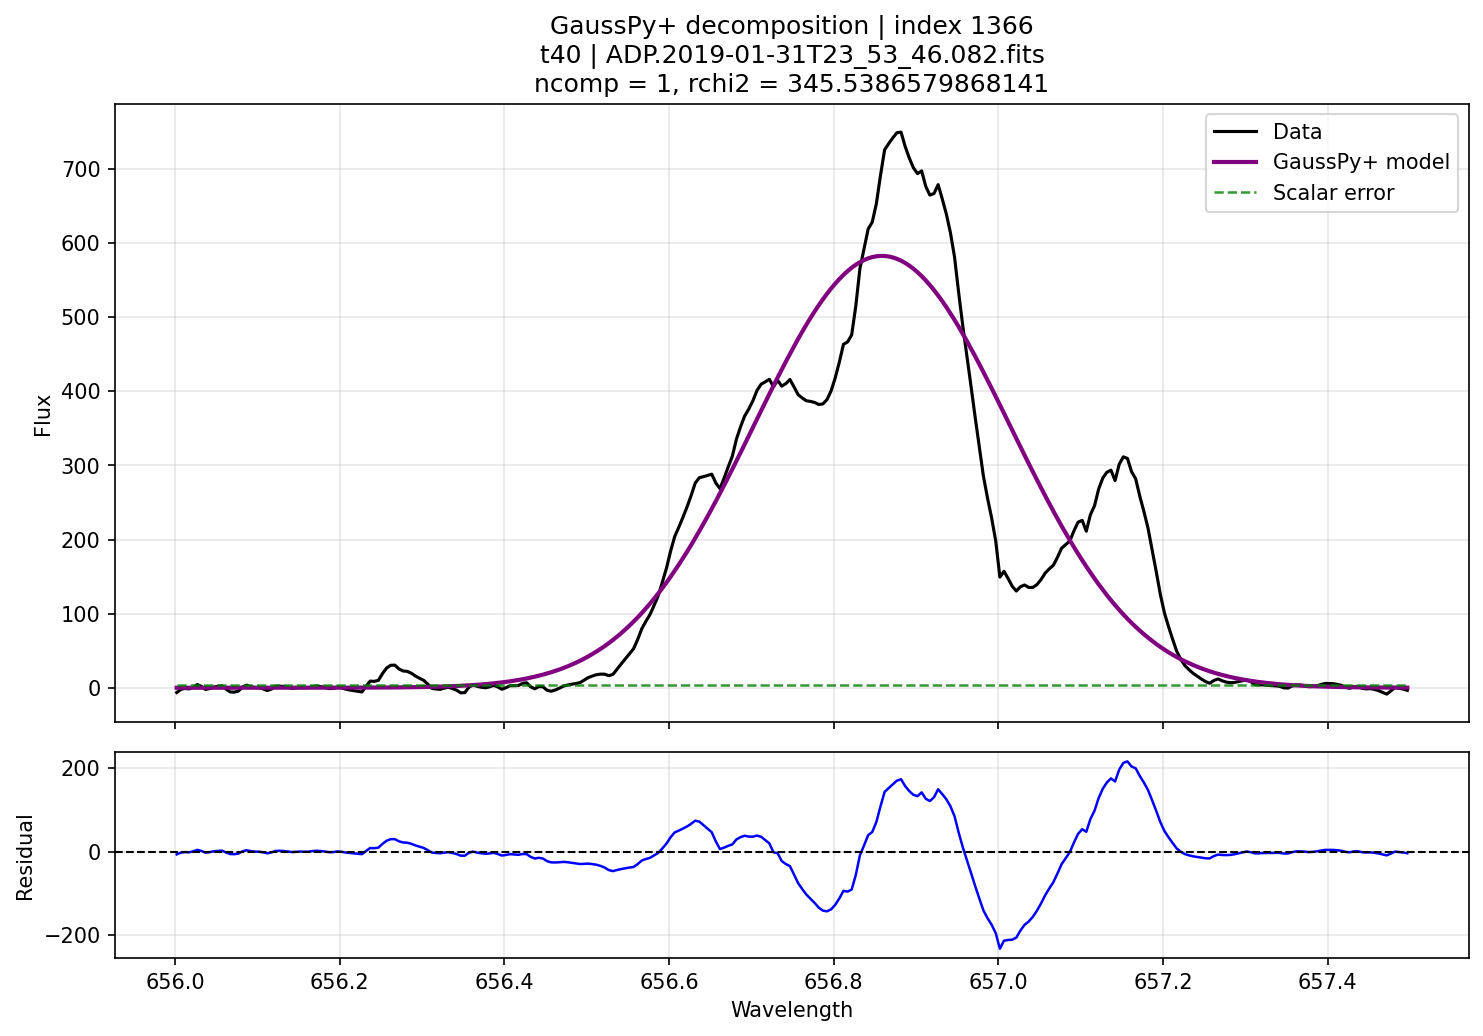 GaussPy+ decomposition | index 1366
t40 | ADP.2019-01-31T23_53_46.082.fits
ncomp = 1, rchi2 = 345.5386579868141
Data
GaussPy+ model
Scalar error
Flux
700
600
500
400
300
200
100
0
Residual
200
0
−200
656.0 656.2 656.4 656.6 656.8 657.0 657.2 657.4
Wavelength